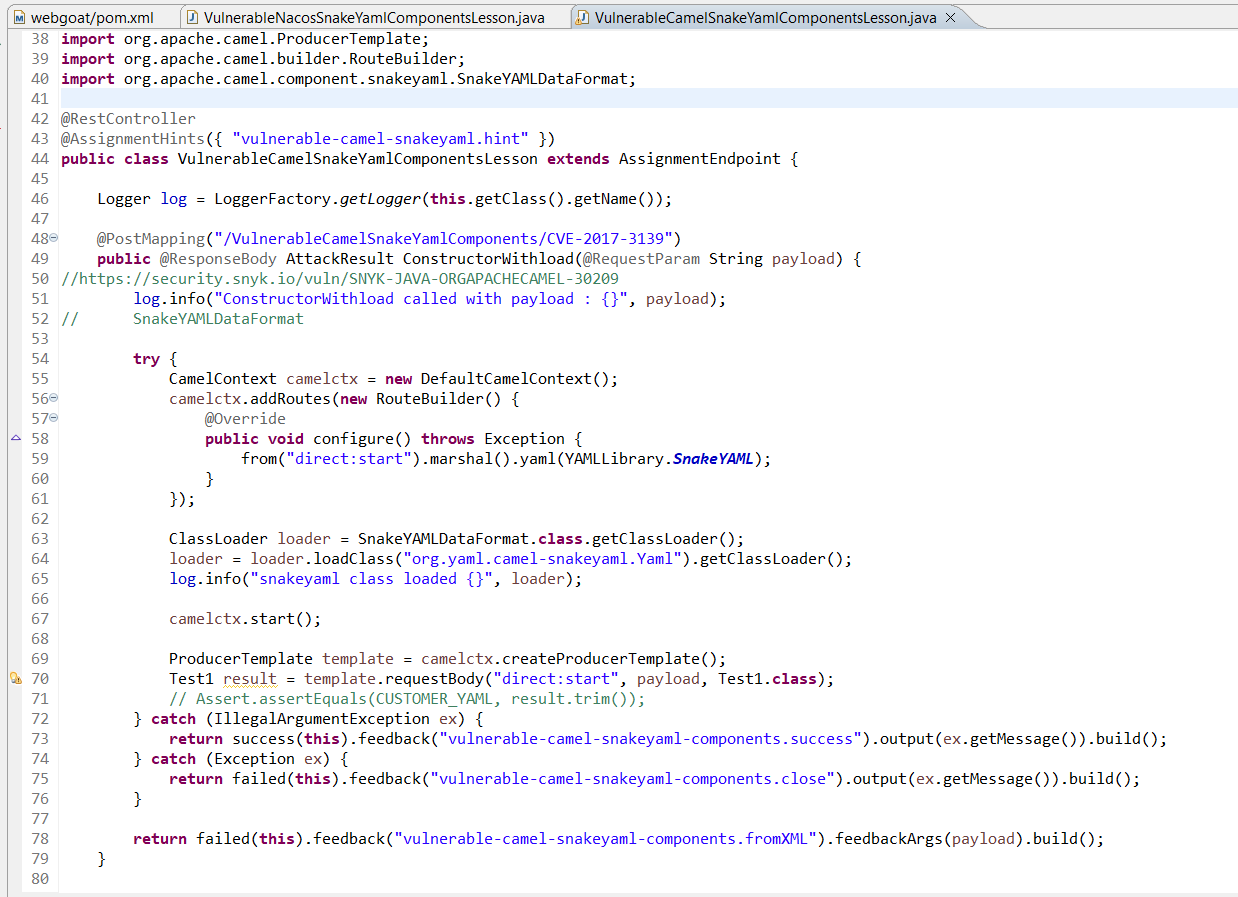 webgoat/pom.xml VulnerableNacosSnakeYamlComponentsLesson.java VulnerableCamelSnakeYamlComponentsLesson.java
38 import org.apache.camel.ProducerTemplate;
39 import org.apache.camel.builder.RouteBuilder;
40 import org.apache.camel.component.snakeyaml.SnakeYAMLDataFormat;
41
42 @RestController
43 @AssignmentHints({ "vulnerable-camel-snakeyaml.hint" })
44 public class VulnerableCamelSnakeYamlComponentsLesson extends AssignmentEndpoint {
45
46     Logger log = LoggerFactory.getLogger(this.getClass().getName());
47
48     @PostMapping("/VulnerableCamelSnakeYamlComponents/CVE-2017-3139")
49     public @ResponseBody AttackResult ConstructorWithload(@RequestParam String payload) {
50 //https://security.snyk.io/vuln/SNYK-JAVA-ORGAPACHECAMEL-30209
51         log.info("ConstructorWithload called with payload : {}", payload);
52 //      SnakeYAMLDataFormat
53
54         try {
55             CamelContext camelctx = new DefaultCamelContext();
56             camelctx.addRoutes(new RouteBuilder() {
57                 @Override
58                 public void configure() throws Exception {
59                     from("direct:start").marshal().yaml(YAMLLibrary.SnakeYAML);
60                 }
61             });
62
63             ClassLoader loader = SnakeYAMLDataFormat.class.getClassLoader();
64             loader = loader.loadClass("org.yaml.camel-snakeyaml.Yaml").getClassLoader();
65             log.info("snakeyaml class loaded {}", loader);
66
67             camelctx.start();
68
69             ProducerTemplate template = camelctx.createProducerTemplate();
70             Test1 result = template.requestBody("direct:start", payload, Test1.class);
71             // Assert.assertEquals(CUSTOMER_YAML, result.trim());
72         } catch (IllegalArgumentException ex) {
73             return success(this).feedback("vulnerable-camel-snakeyaml-components.success").output(ex.getMessage()).build();
74         } catch (Exception ex) {
75             return failed(this).feedback("vulnerable-camel-snakeyaml-components.close").output(ex.getMessage()).build();
76         }
77
78         return failed(this).feedback("vulnerable-camel-snakeyaml-components.fromXML").feedbackArgs(payload).build();
79     }
80